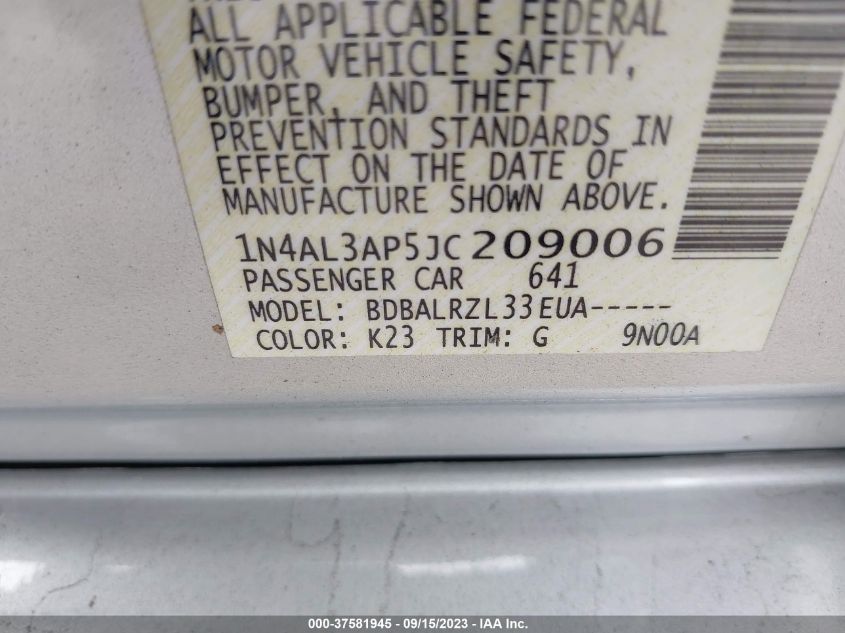 ALL APPLICABLE FEDERAL
MOTOR VEHICLE SAFETY,
BUMPER, AND THEFT
PREVENTION STANDARDS IN
EFFECT ON THE DATE OF
MANUFACTURE SHOWN ABOVE.
1N4AL3AP5JC209006
PASSENGER CAR 641
MODEL: BDBALRZL33EUA-----
COLOR: K23 TRIM: G 9N00A
000-37581945 - 09/15/2023 - IAA Inc.